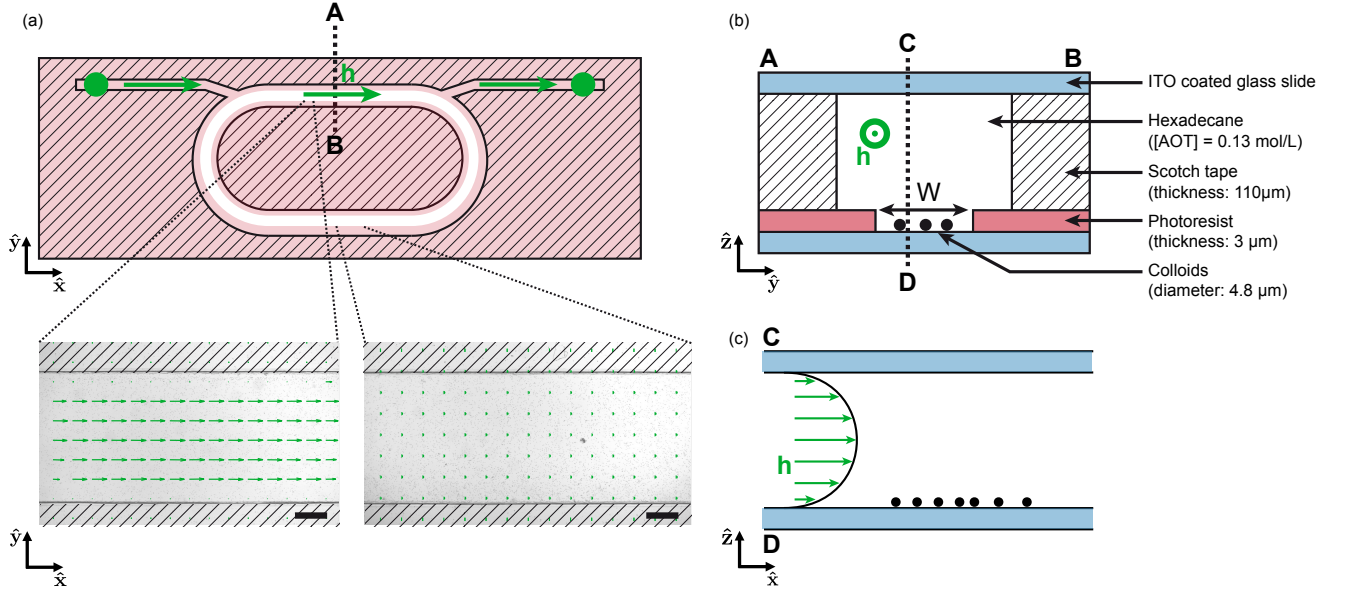 (a)
A
h
B
ŷ
x̂
ŷ
x̂
(b)
A
C
B
h
W
ẑ
ŷ
D
ITO coated glass slide
Hexadecane
([AOT] = 0.13 mol/L)
Scotch tape
(thickness: 110µm)
Photoresist
(thickness: 3 µm)
Colloids
(diameter: 4.8 µm)
(c)
C
h
D
ẑ
x̂